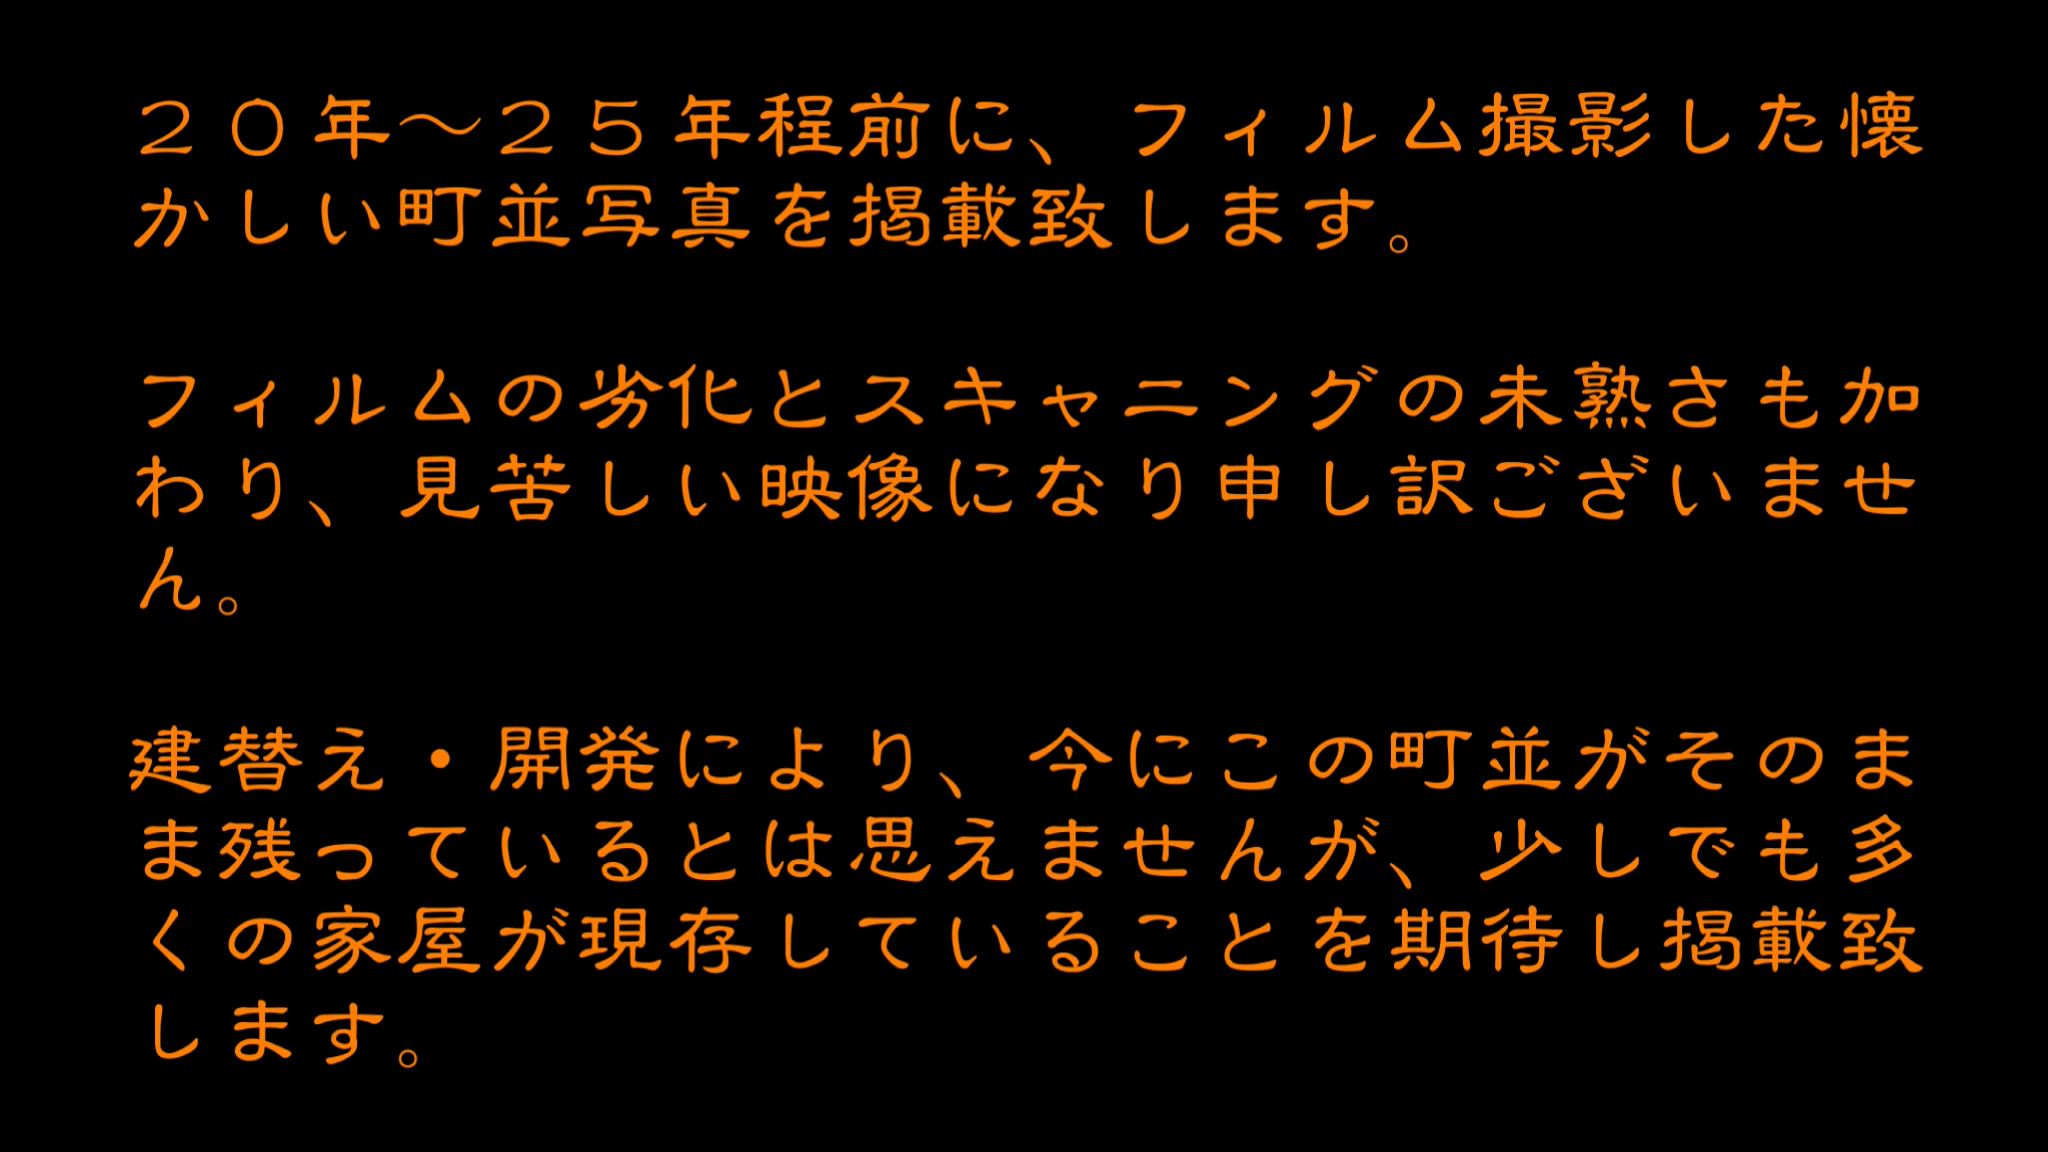 ２０年～２５年程前に、フィルム撮影した懐
かしい町並写真を掲載致します。
フィルムの劣化とスキャニングの未熟さも加
わり、見苦しい映像になり申し訳ございませ
ん。
建替え・開発により、今にこの町並がそのま
ま残っているとは思えませんが、少しでも多
くの家屋が現存していることを期待し掲載致
します。